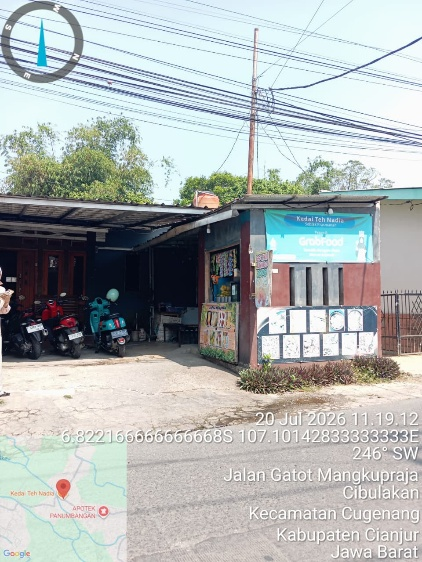 Kedai Teh Nadia
GrabFood
20 Jul 2026 11.19.12
6.822166666666668S 107.10142833333333E
246° SW
Jalan Gatot Mangkupraja
Cibulakan
Kecamatan Cugenang
Kabupaten Cianjur
Jawa Barat
Kedai Teh Nadia
APOTEK
PANUMBANGAN
Google